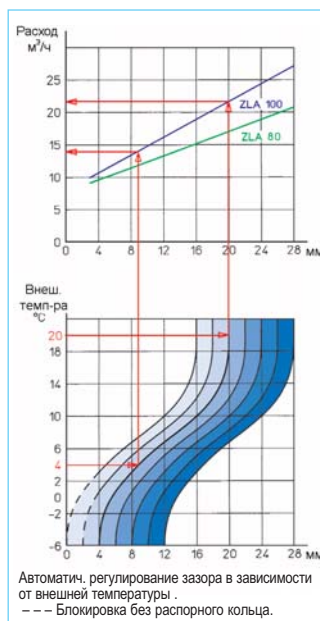 Расход
м³/ч
25
20
15
10
5
0
ZLA 100
ZLA 80
0 4 8 12 16 20 24 28 мм
Внеш.
темп-ра
°C
20
18
14
10
6
4
2
0
-2
-6
0 4 8 12 16 20 24 28 мм
Автоматич. регулирование зазора в зависимости
от внешней температуры .
– – – Блокировка без распорного кольца.